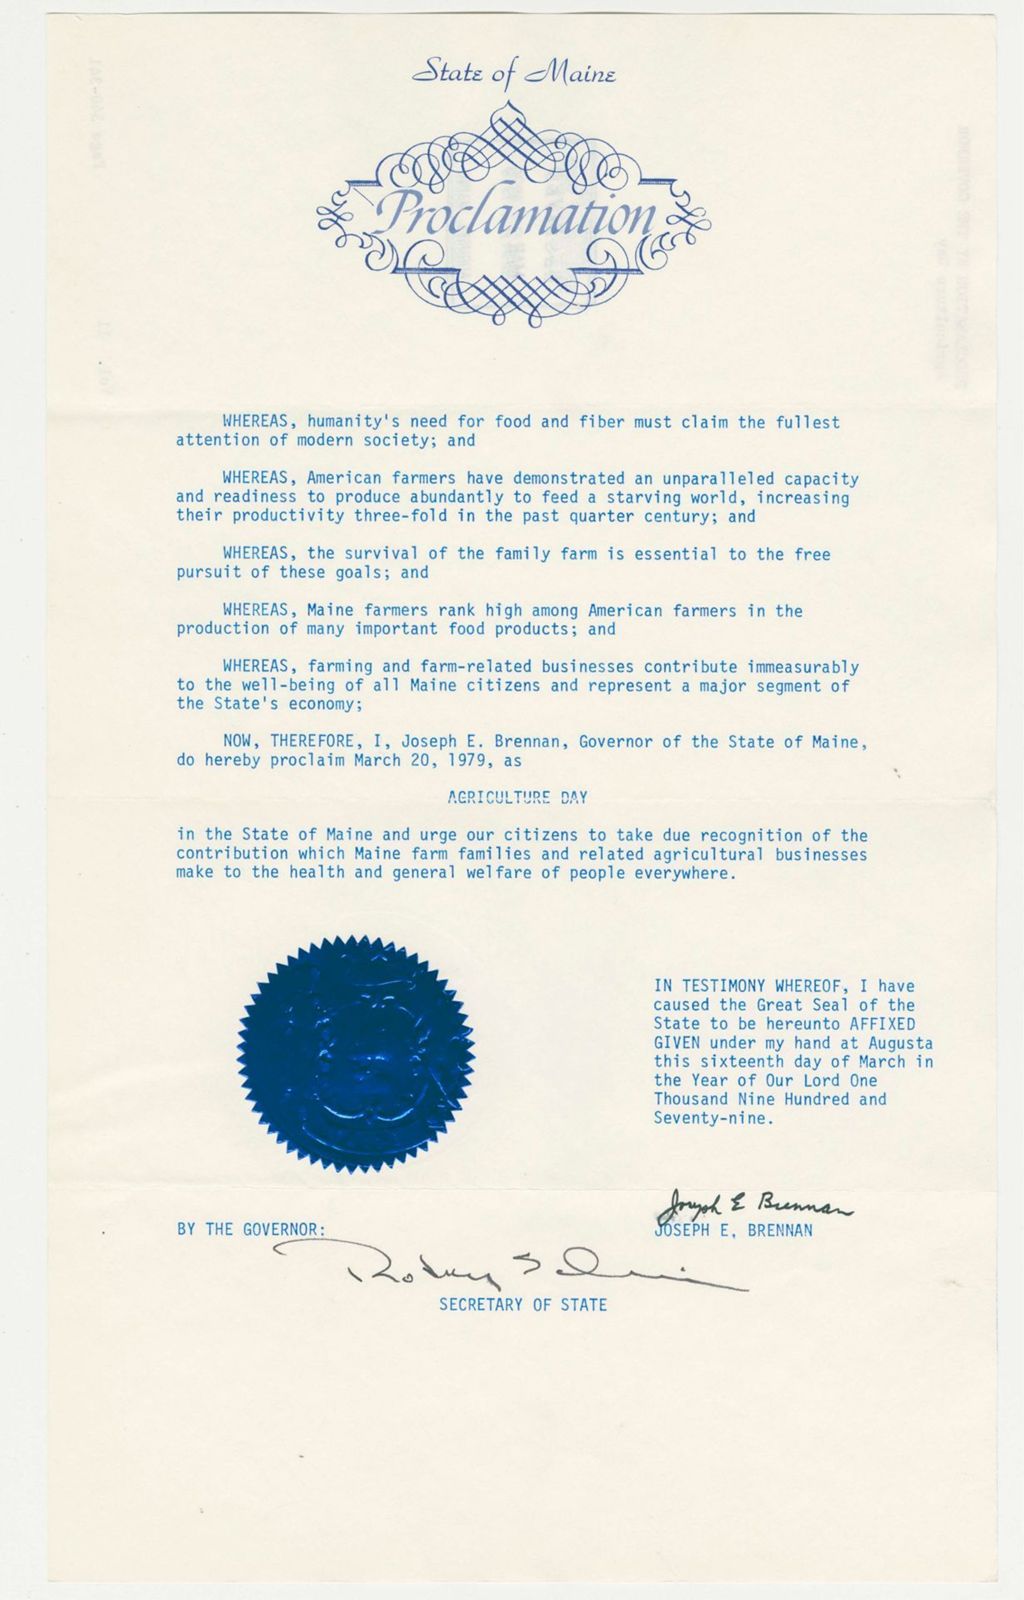 State of Maine
Proclamation
WHEREAS, humanity's need for food and fiber must claim the fullest
attention of modern society; and
WHEREAS, American farmers have demonstrated an unparalleled capacity
and readiness to produce abundantly to feed a starving world, increasing
their productivity three-fold in the past quarter century; and
WHEREAS, the survival of the family farm is essential to the free
pursuit of these goals; and
WHEREAS, Maine farmers rank high among American farmers in the
production of many important food products; and
WHEREAS, farming and farm-related businesses contribute immeasurably
to the well-being of all Maine citizens and represent a major segment of
the State's economy;
NOW, THEREFORE, I, Joseph E. Brennan, Governor of the State of Maine,
do hereby proclaim March 20, 1979, as
AGRICULTURE DAY
in the State of Maine and urge our citizens to take due recognition of the
contribution which Maine farm families and related agricultural businesses
make to the health and general welfare of people everywhere.
IN TESTIMONY WHEREOF, I have
caused the Great Seal of the
State to be hereunto AFFIXED
GIVEN under my hand at Augusta
this sixteenth day of March in
the Year of Our Lord One
Thousand Nine Hundred and
Seventy-nine.
Joseph E Brennan
JOSEPH E. BRENNAN
BY THE GOVERNOR:
SECRETARY OF STATE